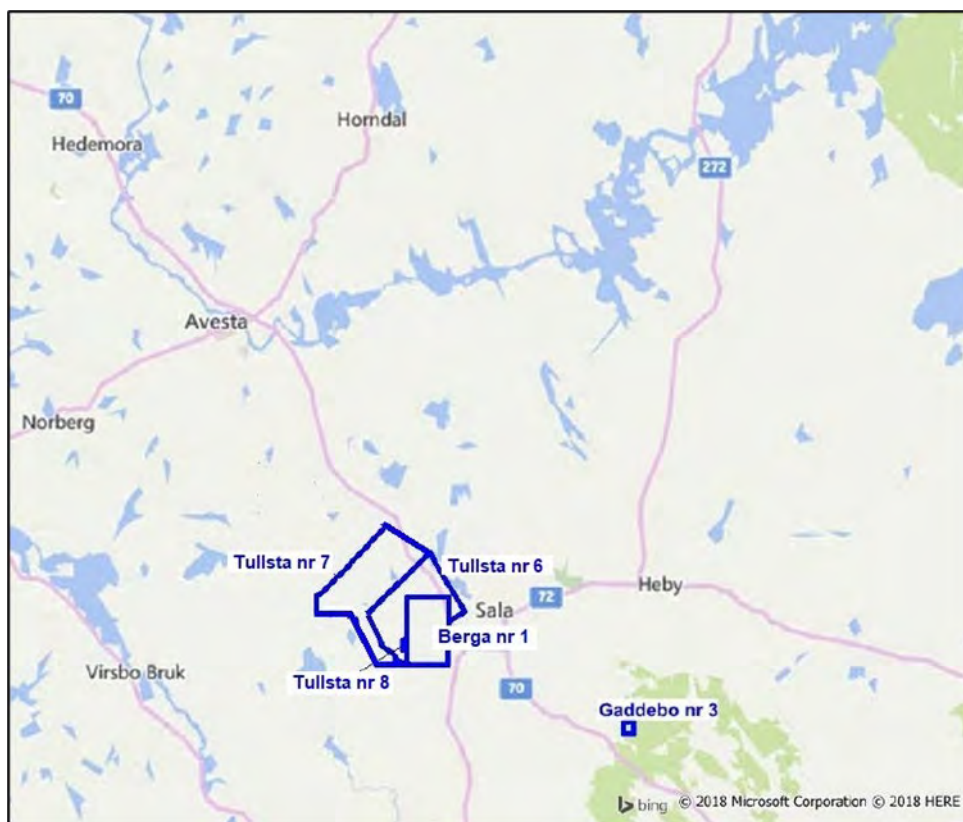 70
Hedemora
Horndal
272
Avesta
Norberg
Tullsta nr 7
Tullsta nr 6
72
Heby
Sala
Berga nr 1
Virsbo Bruk
Tullsta nr 8
70
Gaddebo nr 3
bing © 2018 Microsoft Corporation © 2018 HERE